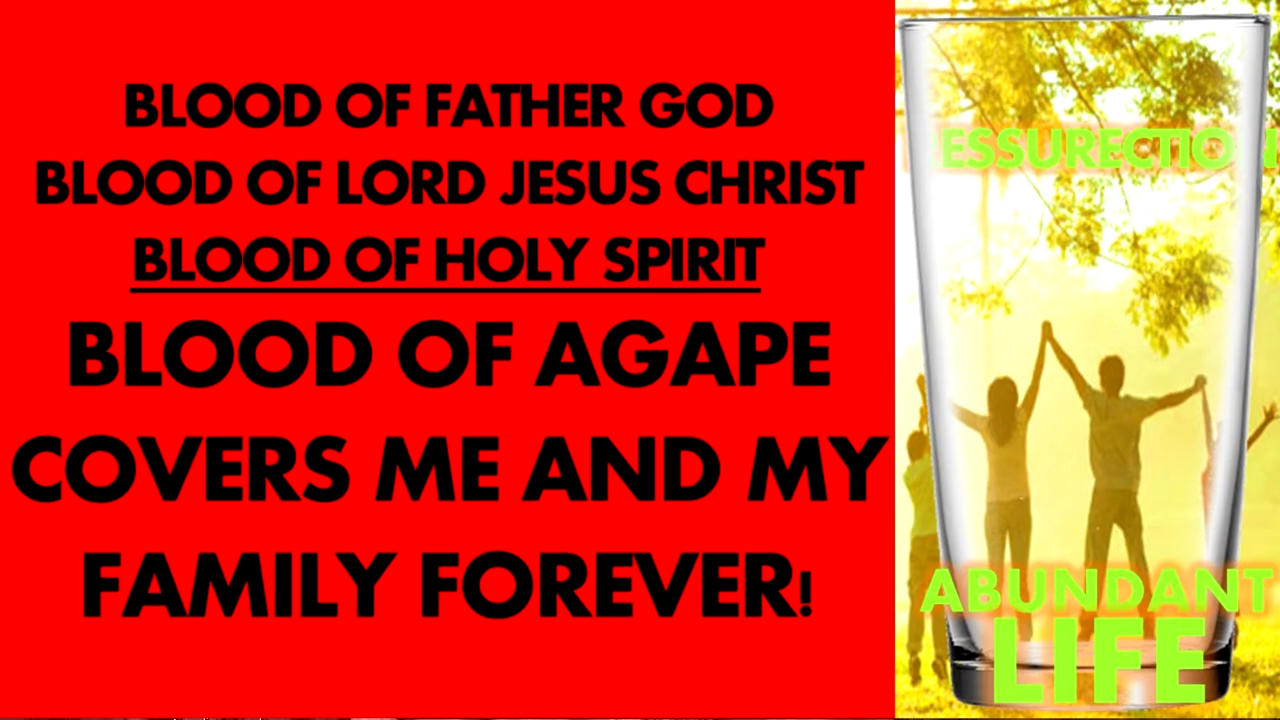 BLOOD OF FATHER GOD
BLOOD OF LORD JESUS CHRIST
BLOOD OF HOLY SPIRIT
BLOOD OF AGAPE
COVERS ME AND MY
FAMILY FOREVER!
ESSURECTION
ABUNDANT
LIFE